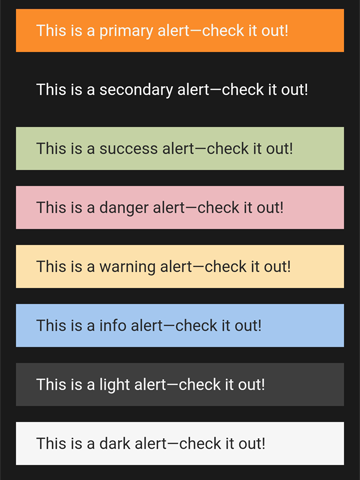 This is a primary alert—check it out!
This is a secondary alert—check it out!
This is a success alert—check it out!
This is a danger alert—check it out!
This is a warning alert—check it out!
This is a info alert—check it out!
This is a light alert—check it out!
This is a dark alert—check it out!